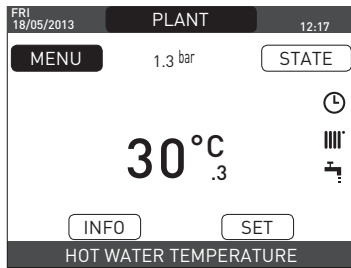 FRI
18/05/2013 PLANT 12:17
MENU 1.3 bar STATE
30°C
.3
INFO SET
HOT WATER TEMPERATURE